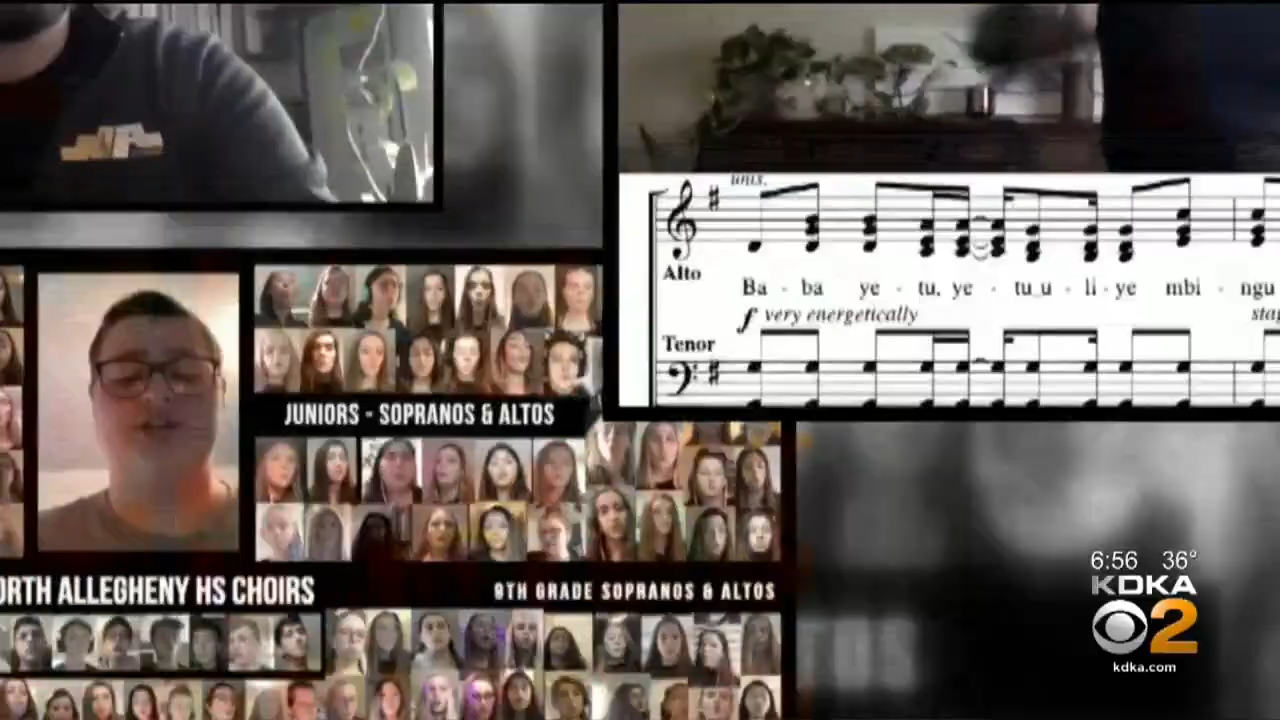 unis.
Alto
Ba - ba ye - tu, ye - tu u - li - ye mbi - ngu
f very energetically
Tenor
JUNIORS - SOPRANOS & ALTOS
ORTH ALLEGHENY HS CHOIRS
9TH GRADE SOPRANOS & ALTOS
6:56 36°
KDKA
2
kdka.com